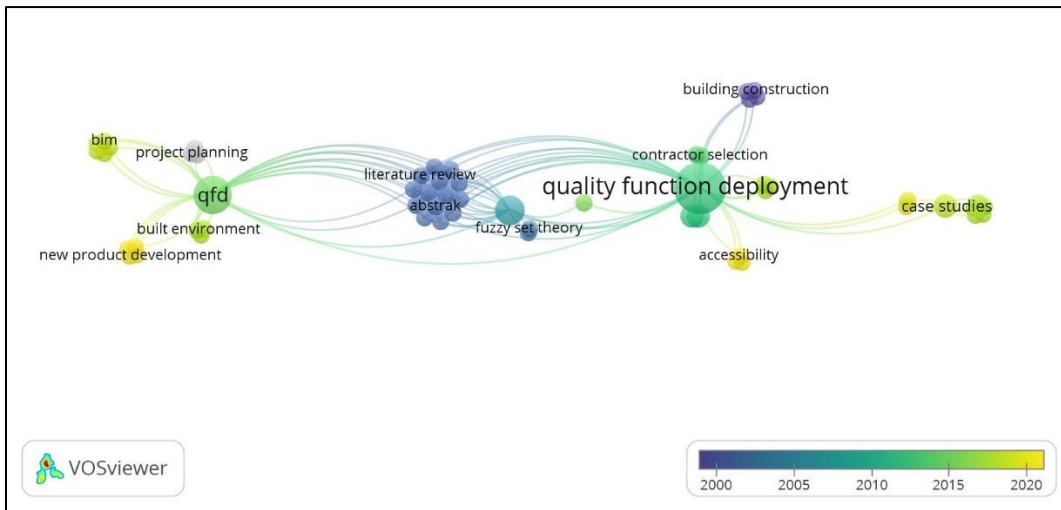 building construction
bim
project planning
contractor selection
literature review
qfd
quality function deployment
abstrak
case studies
built environment
fuzzy set theory
new product development
accessibility
VOSviewer
2000 2005 2010 2015 2020